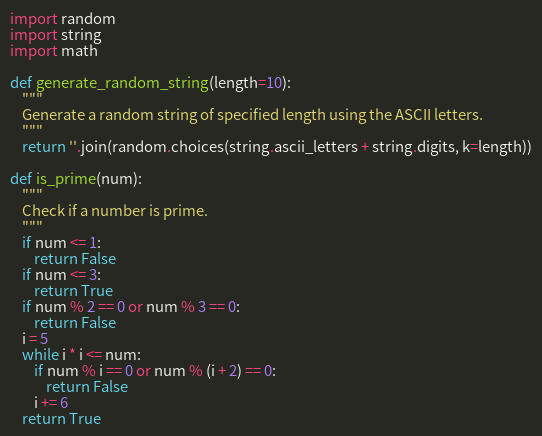 import random
import string
import math

def generate_random_string(length=10):
    """
    Generate a random string of specified length using the ASCII letters.
    """
    return ''.join(random.choices(string.ascii_letters + string.digits, k=length))

def is_prime(num):
    """
    Check if a number is prime.
    """
    if num <= 1:
        return False
    if num <= 3:
        return True
    if num % 2 == 0 or num % 3 == 0:
        return False
    i = 5
    while i * i <= num:
        if num % i == 0 or num % (i + 2) == 0:
            return False
        i += 6
    return True